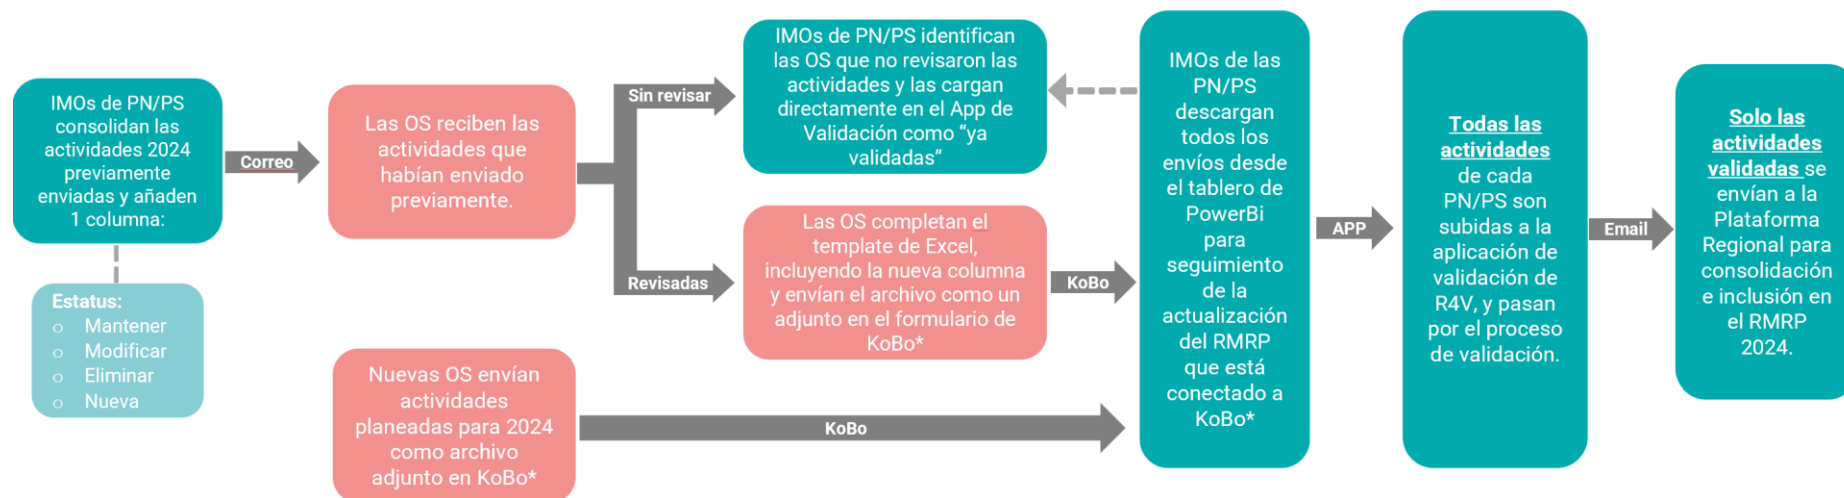 IMOs de PN/PS
consolidan las
actividades 2024
previamente
enviadas y añaden
1 columna:
Estatus:
o Mantener
o Modificar
o Eliminar
o Nueva
Correo
Las OS reciben las
actividades que
habían enviado
previamente.
Sin revisar
Revisadas
IMOs de PN/PS identifican
las OS que no revisaron las
actividades y las cargan
directamente en el App de
Validación como “ya
validadas”
Las OS completan el
template de Excel,
incluyendo la nueva columna
y envían el archivo como un
adjunto en el formulario de
KoBo*
KoBo
Nuevas OS envían
actividades
planeadas para 2024
como archivo
adjunto en KoBo*
KoBo
IMOs de las
PN/PS
descargan
todos los
envíos desde
el tablero de
PowerBi
para
seguimiento
de la
actualización
del RMRP
que está
conectado a
KoBo*
APP
Todas las
actividades
de cada
PN/PS son
subidas a la
aplicación de
validación de
R4V, y pasan
por el proceso
de validación.
Email
Solo las
actividades
validadas se
envían a la
Plataforma
Regional para
consolidación
e inclusión en
el RMRP
2024.